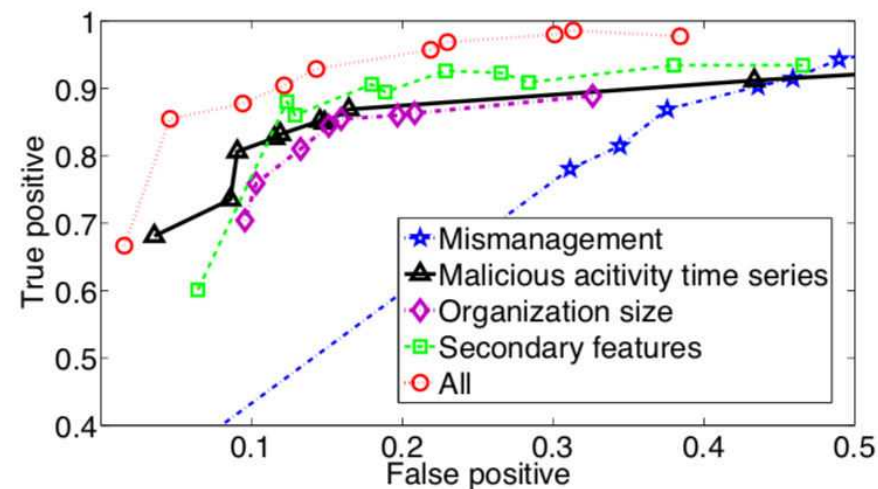 1
0.9
0.8
0.7
0.6
0.5
0.4
True positive
Mismanagement
Malicious acitivity time series
Organization size
Secondary features
All
0.1 0.2 0.3 0.4 0.5
False positive